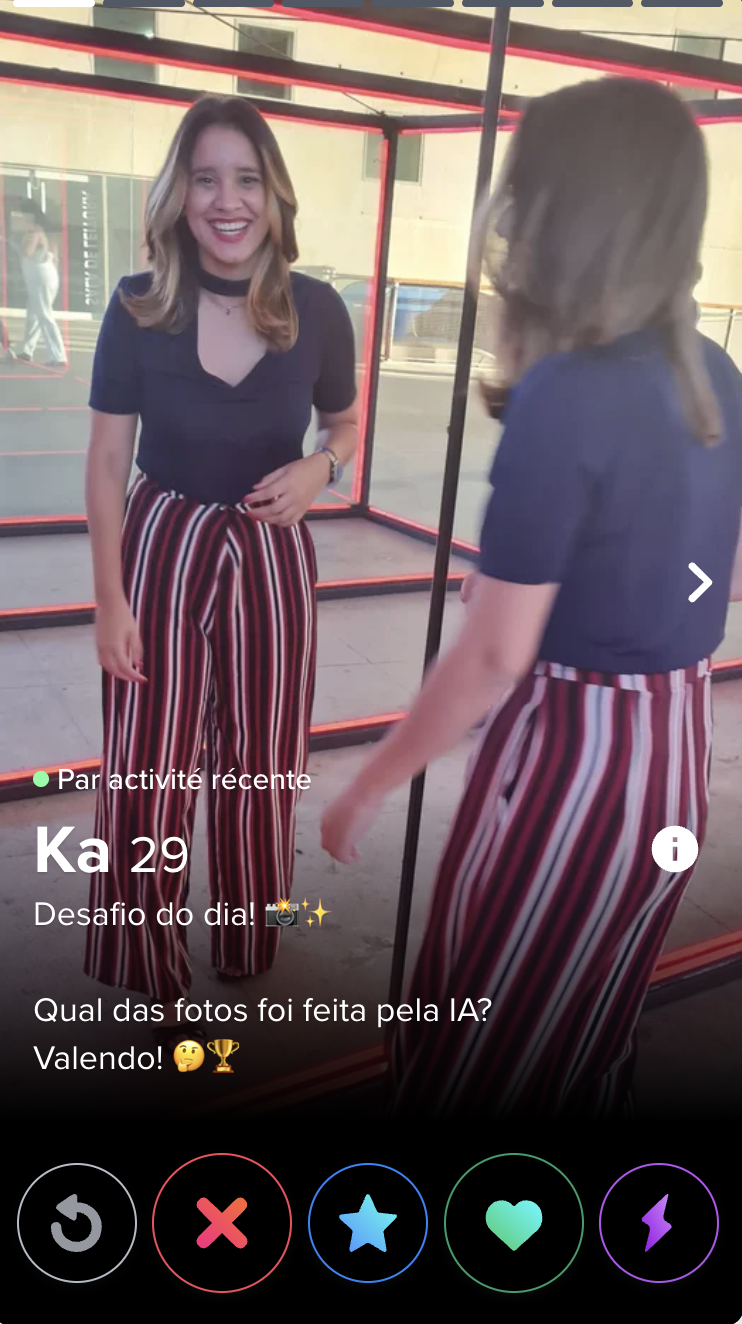 Par activité récente
Ka 29
Desafio do dia! 📸✨
Qual das fotos foi feita pela IA?
Valendo! 🤔🏆